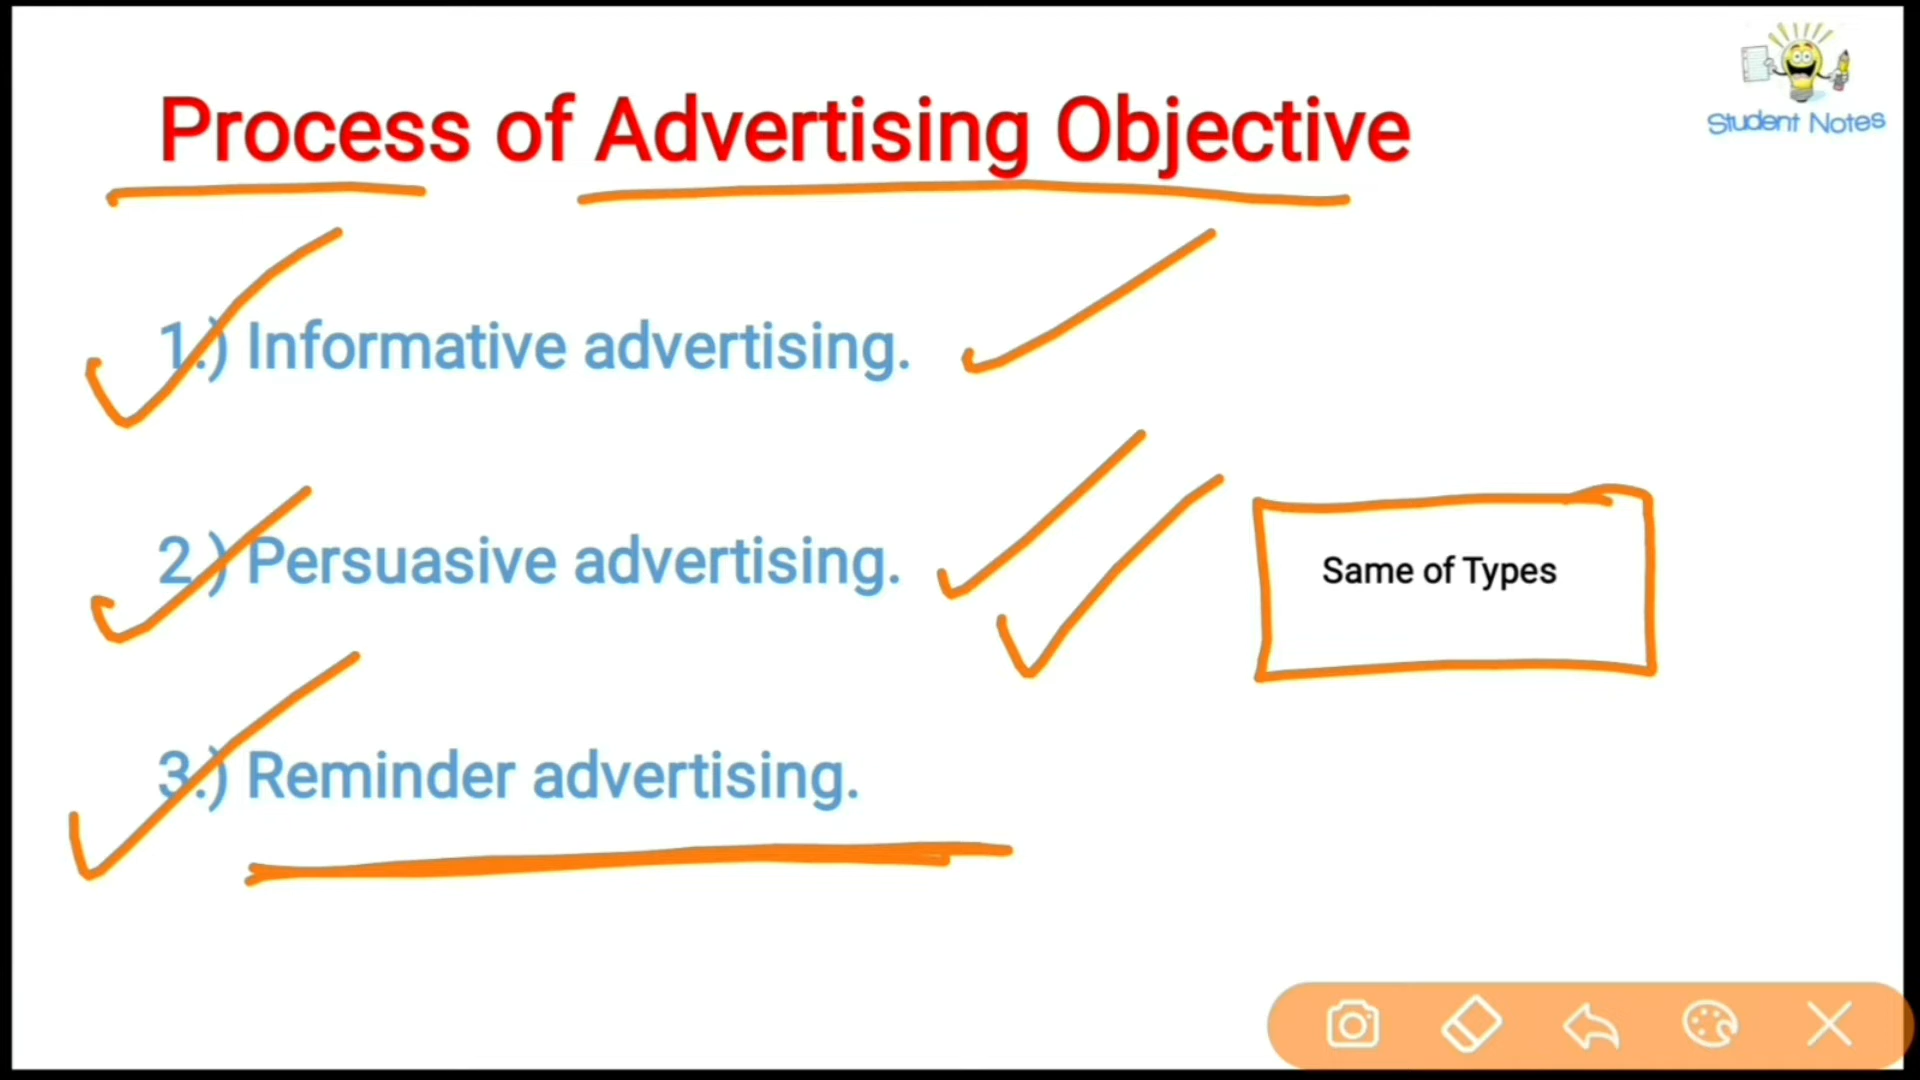 Process of Advertising Objective
Student Notes
1.) Informative advertising.
2.) Persuasive advertising.
Same of Types
3.) Reminder advertising.